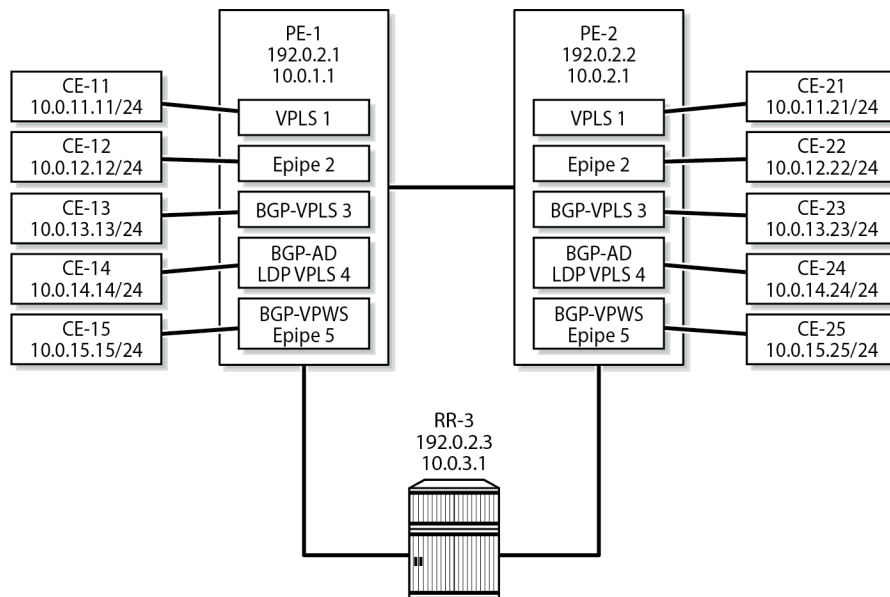 PE-1
192.0.2.1
10.0.1.1
PE-2
192.0.2.2
10.0.2.1
CE-11
10.0.11.11/24
CE-12
10.0.12.12/24
CE-13
10.0.13.13/24
CE-14
10.0.14.14/24
CE-15
10.0.15.15/24
VPLS 1
Epipe 2
BGP-VPLS 3
BGP-AD
LDP VPLS 4
BGP-VPWS
Epipe 5
VPLS 1
Epipe 2
BGP-VPLS 3
BGP-AD
LDP VPLS 4
BGP-VPWS
Epipe 5
CE-21
10.0.11.21/24
CE-22
10.0.12.22/24
CE-23
10.0.13.23/24
CE-24
10.0.14.24/24
CE-25
10.0.15.25/24
RR-3
192.0.2.3
10.0.3.1